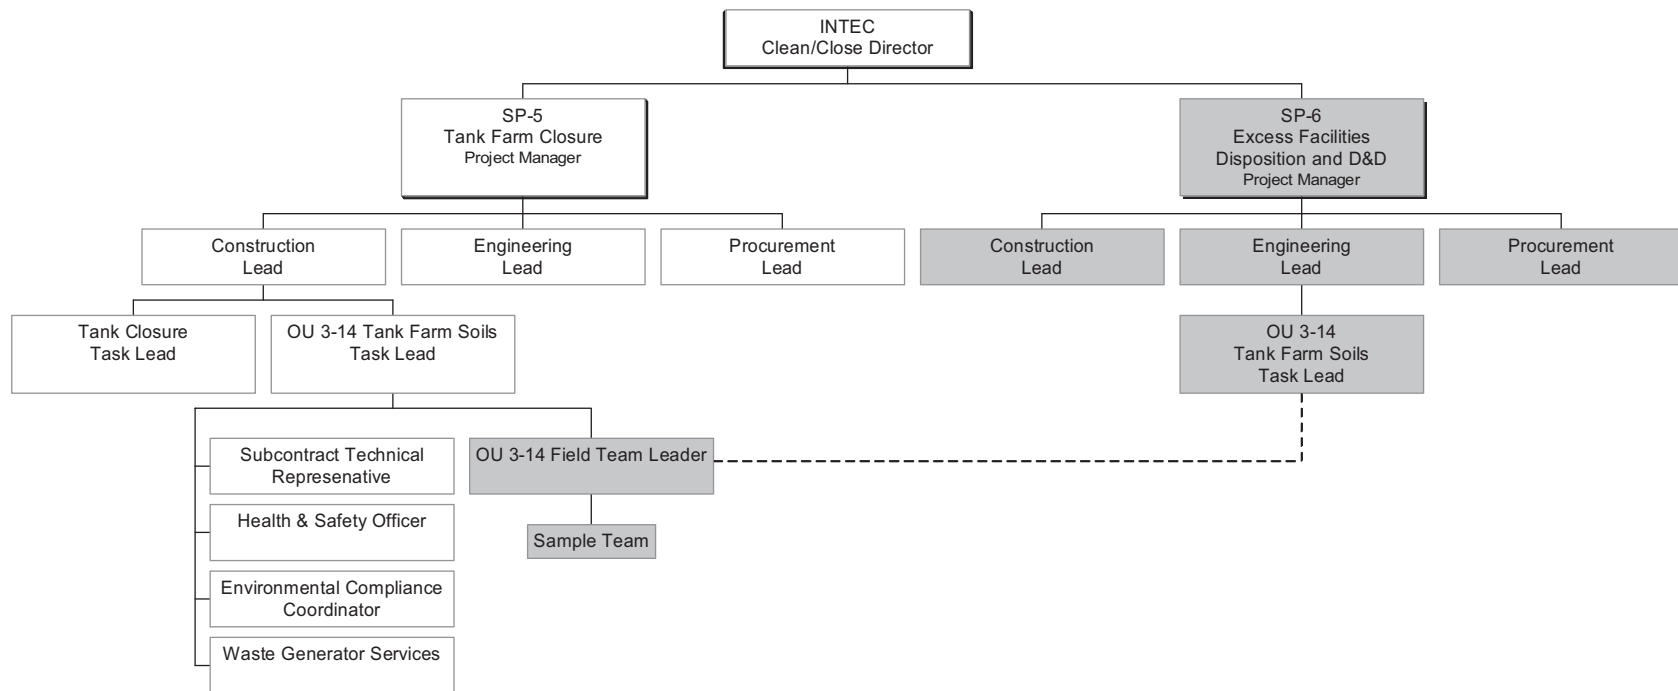 INTEC
Clean/Close Director
SP-5
Tank Farm Closure
Project Manager
SP-6
Excess Facilities
Disposition and D&D
Project Manager
Construction
Lead
Engineering
Lead
Procurement
Lead
Construction
Lead
Engineering
Lead
Procurement
Lead
Tank Closure
Task Lead
OU 3-14 Tank Farm Soils
Task Lead
OU 3-14
Tank Farm Soils
Task Lead
Subcontract Technical
Represenative
OU 3-14 Field Team Leader
Health & Safety Officer
Sample Team
Environmental Compliance
Coordinator
Waste Generator Services